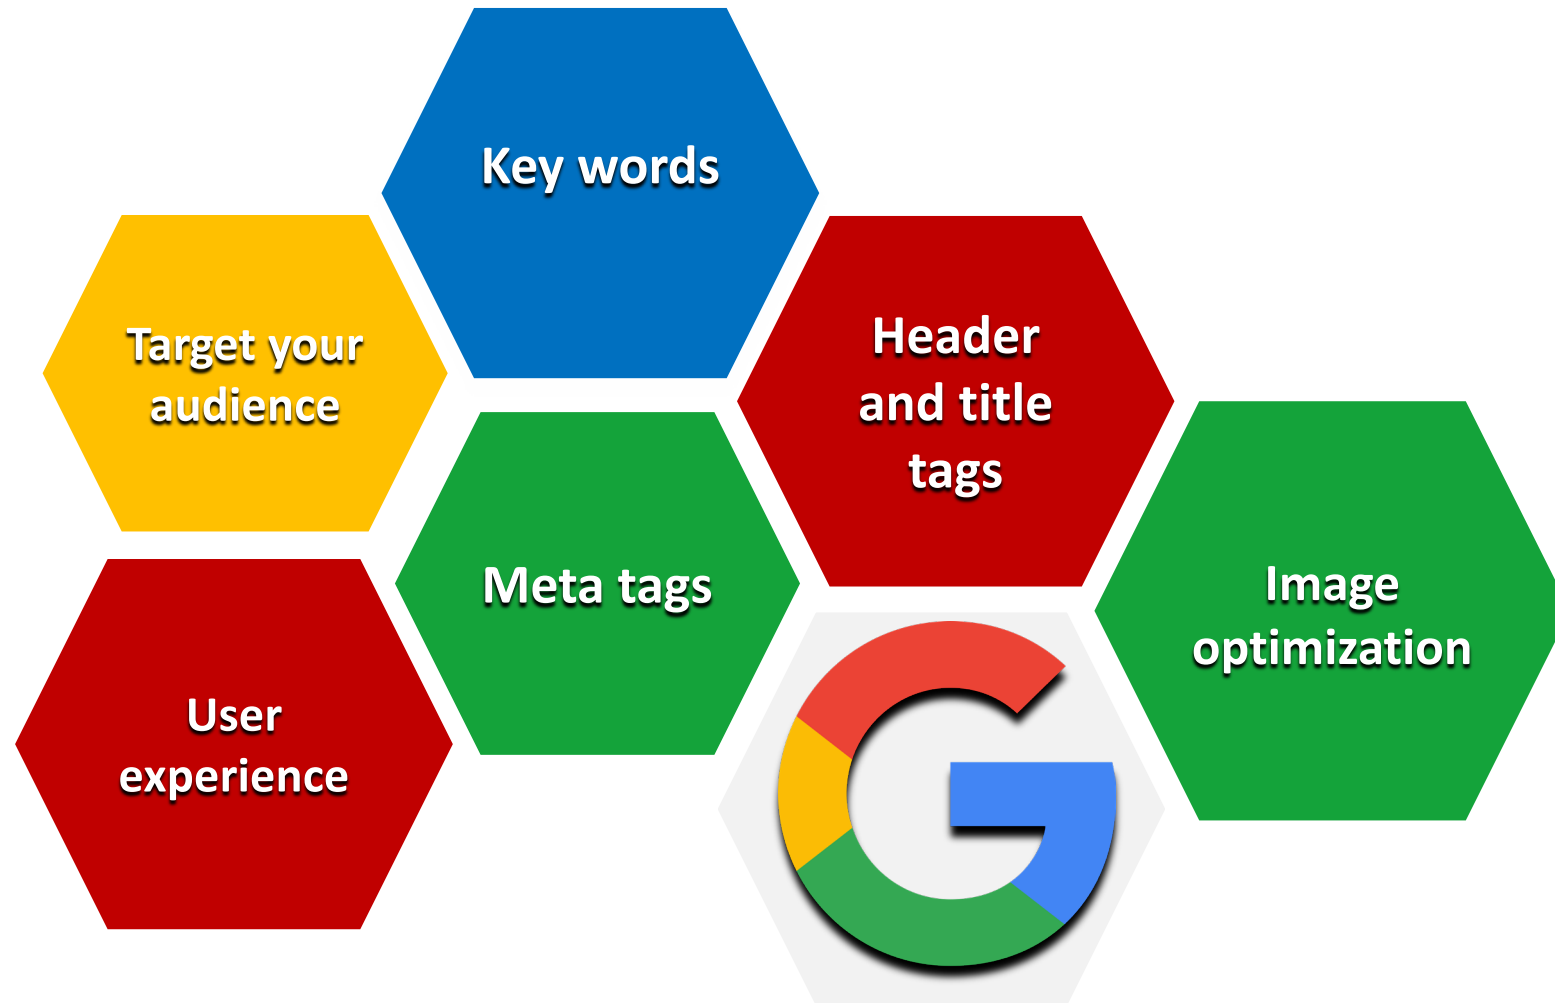 Key words
Target your
audience
Header
and title
tags
Meta tags
Image
optimization
User
experience
G